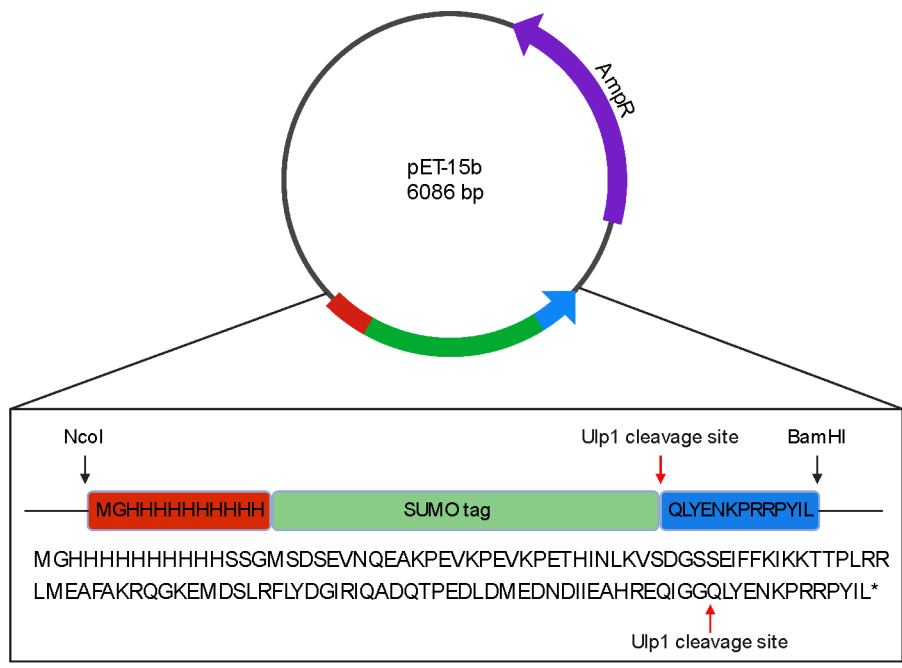 AmpR
pET-15b
6086 bp
NcoI
Ulp1 cleavage site
BamHI
MGHHHHHHHHHH
SUMO tag
QLYENKPRRPYIL
MGHHHHHHHHHHSSGMSDSEVNQEAKPEVKPEVKPETHINLKVSDGSSEIFFKIKKTTPLRR
LMEAFAKRQGKEMDSLRFLYDGIRIQADQTPEDLDMEDNDIIEAHREQIGGQLYENKPRRPYIL*
Ulp1 cleavage site